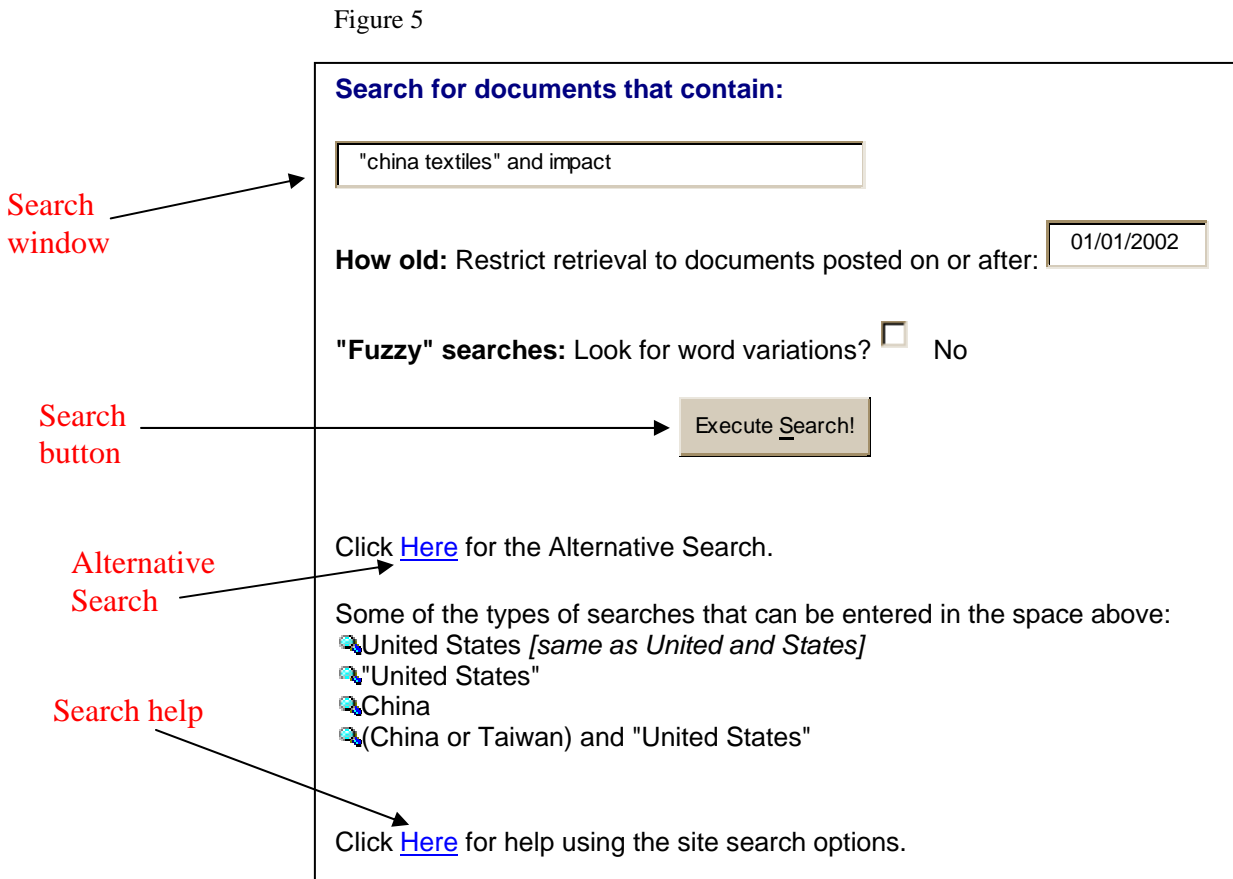 Figure 5
Search for documents that contain:
"china textiles" and impact
Search
window
How old: Restrict retrieval to documents posted on or after: 01/01/2002
"Fuzzy" searches: Look for word variations? No
Search
button
Execute Search!
Click Here for the Alternative Search.
Alternative
Search
Some of the types of searches that can be entered in the space above:
United States [same as United and States]
"United States"
China
(China or Taiwan) and "United States"
Search help
Click Here for help using the site search options.